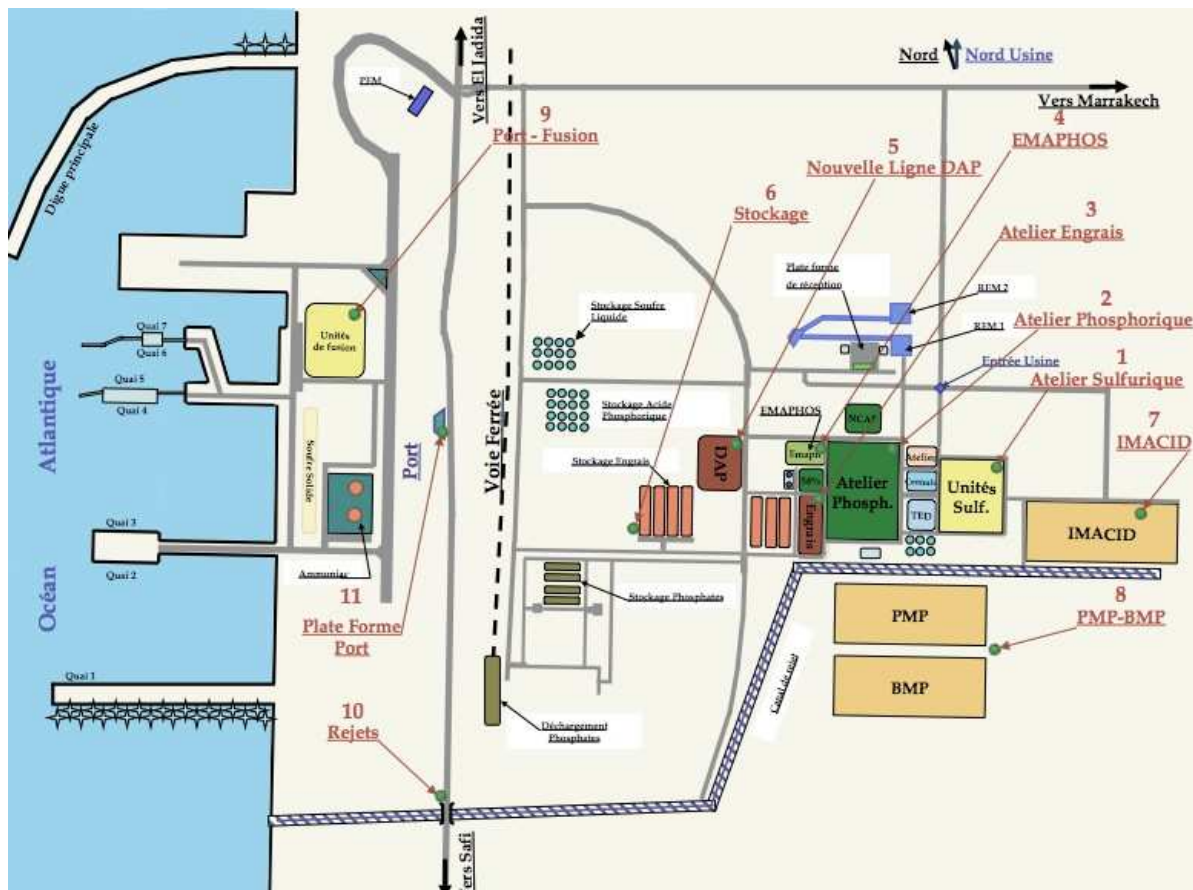 Nord
Nord Usine
Vers El Jadida
Vers Marrakech
PFM
9
Port - Fusion
4
EMAPHOS
5
Nouvelle Ligne DAP
3
Atelier Engrais
6
Stockage
Digue principale
Plate forme
de réception
REM 2
2
Atelier Phosphorique
REM 1
Stockage Soufre
Liquide
Quai 7
Quai 6
Unités
de fusion
Entrée Usine
1
Atelier Sulfurique
Quai 5
Quai 4
Stockage Acide
Phosphorique
EMAPHOS
NCAP
7
IMACID
Atlantique
Port
Voie Ferrée
Soufre Solide
Stockage Engrais
DAP
Atelier
Phosph.
Atelier
TED
Unités
Sulf.
Engrais
IMACID
Quai 3
Quai 2
Océan
Ammoniac
11
Plate Forme
Port
Stockage Phosphates
PMP
8
PMP-BMP
BMP
Canal de rejet
Quai 1
10
Rejets
Déchargement
Phosphates
Vers Safi